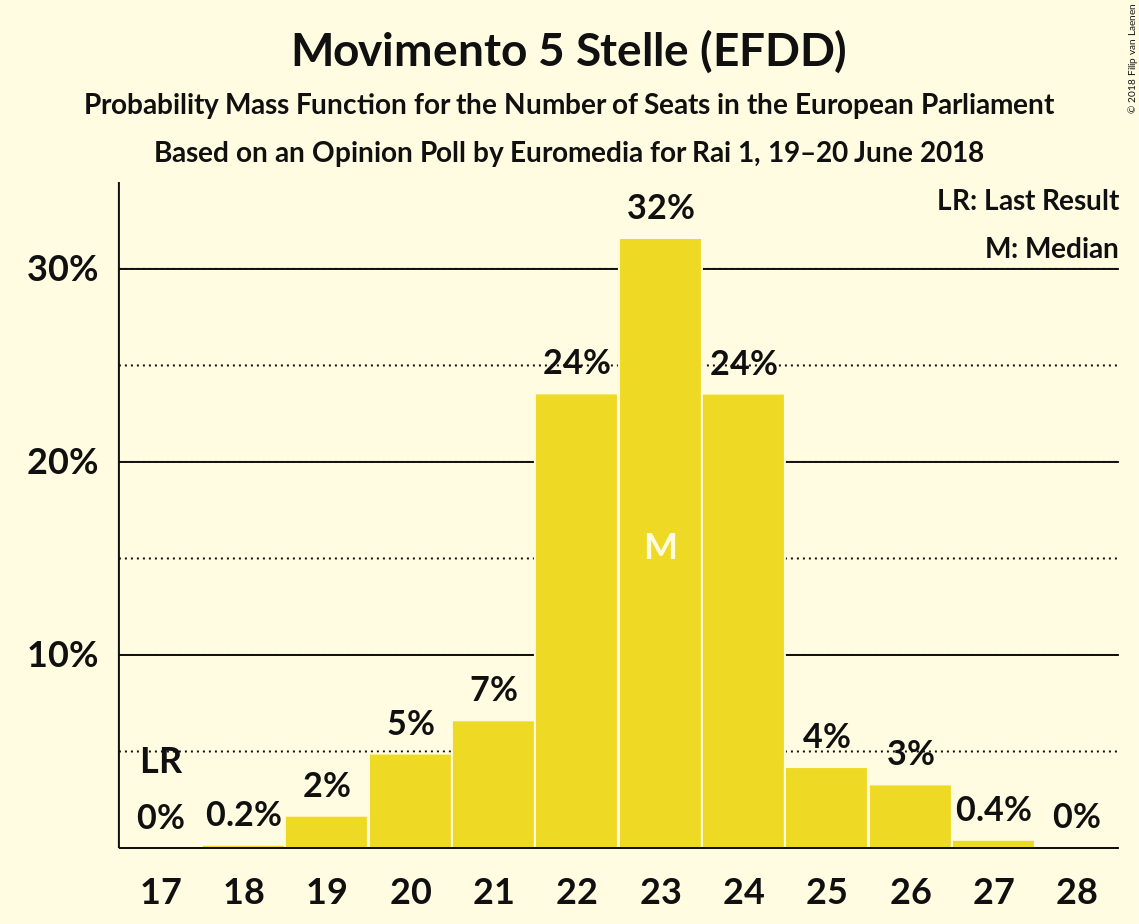 Movimento 5 Stelle (EFDD)
Probability Mass Function for the Number of Seats in the European Parliament
Based on an Opinion Poll by Euromedia for Rai 1, 19–20 June 2018
© 2018 Filip van Laenen
LR: Last Result
M: Median
30%
20%
10%
LR
0%
0.2%
2%
5%
7%
24%
32%
24%
4%
3%
0.4%
0%
M
17 18 19 20 21 22 23 24 25 26 27 28